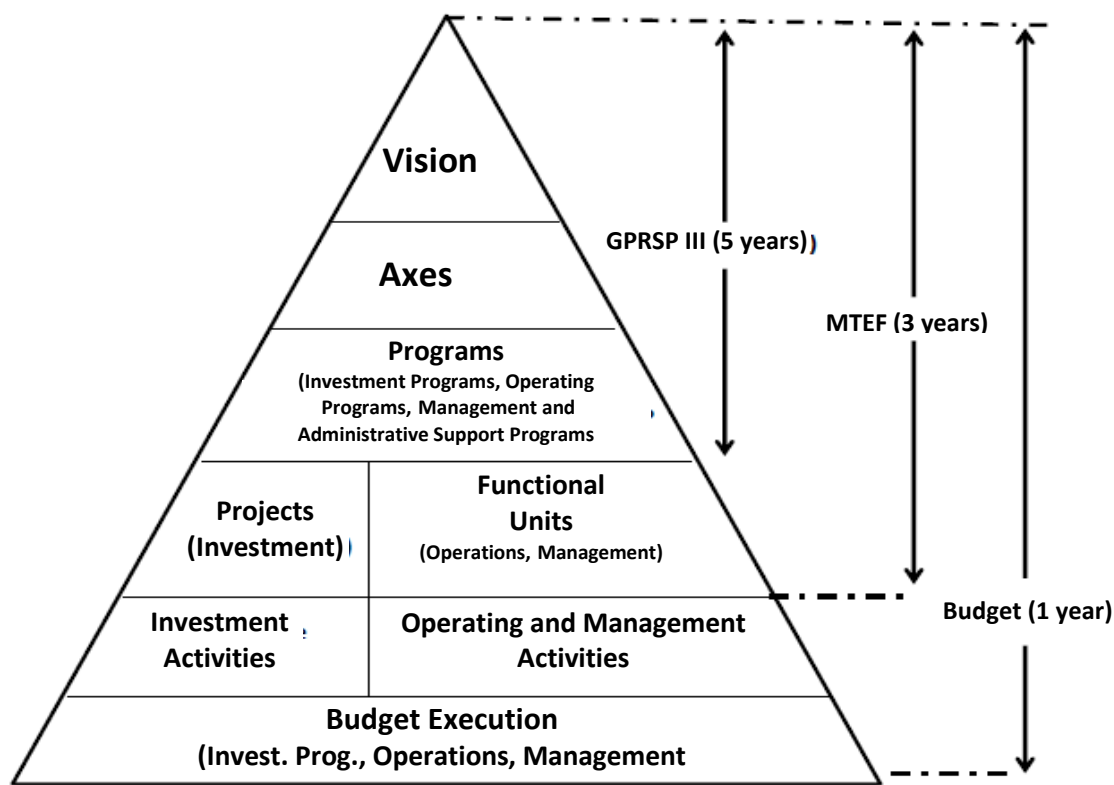 Vision
Axes
GPRSP III (5 years))
MTEF (3 years)
Programs
(Investment Programs, Operating
Programs, Management and
Administrative Support Programs
Projects
(Investment))
Functional
Units
(Operations, Management)
Budget (1 year)
Investment
Activities
Operating and Management
Activities
Budget Execution
(Invest. Prog., Operations, Management